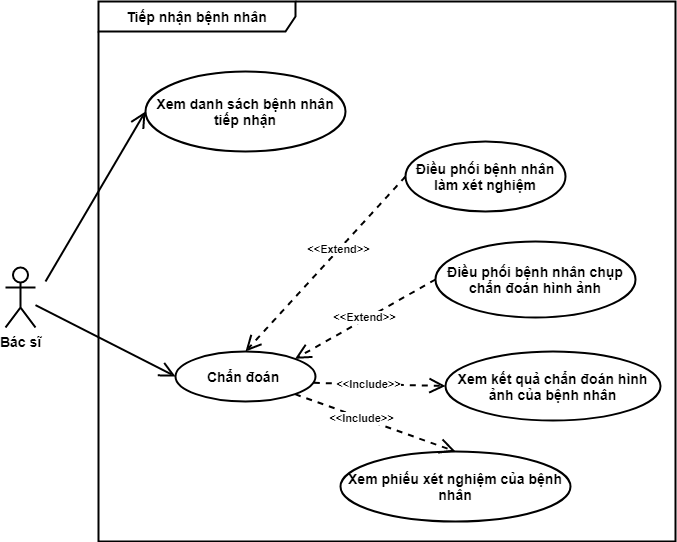 Tiếp nhận bệnh nhân
Xem danh sách bệnh nhân
tiếp nhận
Điều phối bệnh nhân
làm xét nghiệm
<<Extend>>
Điều phối bệnh nhân chụp
chẩn đoán hình ảnh
<<Extend>>
Bác sĩ
Chẩn đoán
<<Include>>
Xem kết quả chẩn đoán hình
ảnh của bệnh nhân
<<Include>>
Xem phiếu xét nghiệm của bệnh
nhân